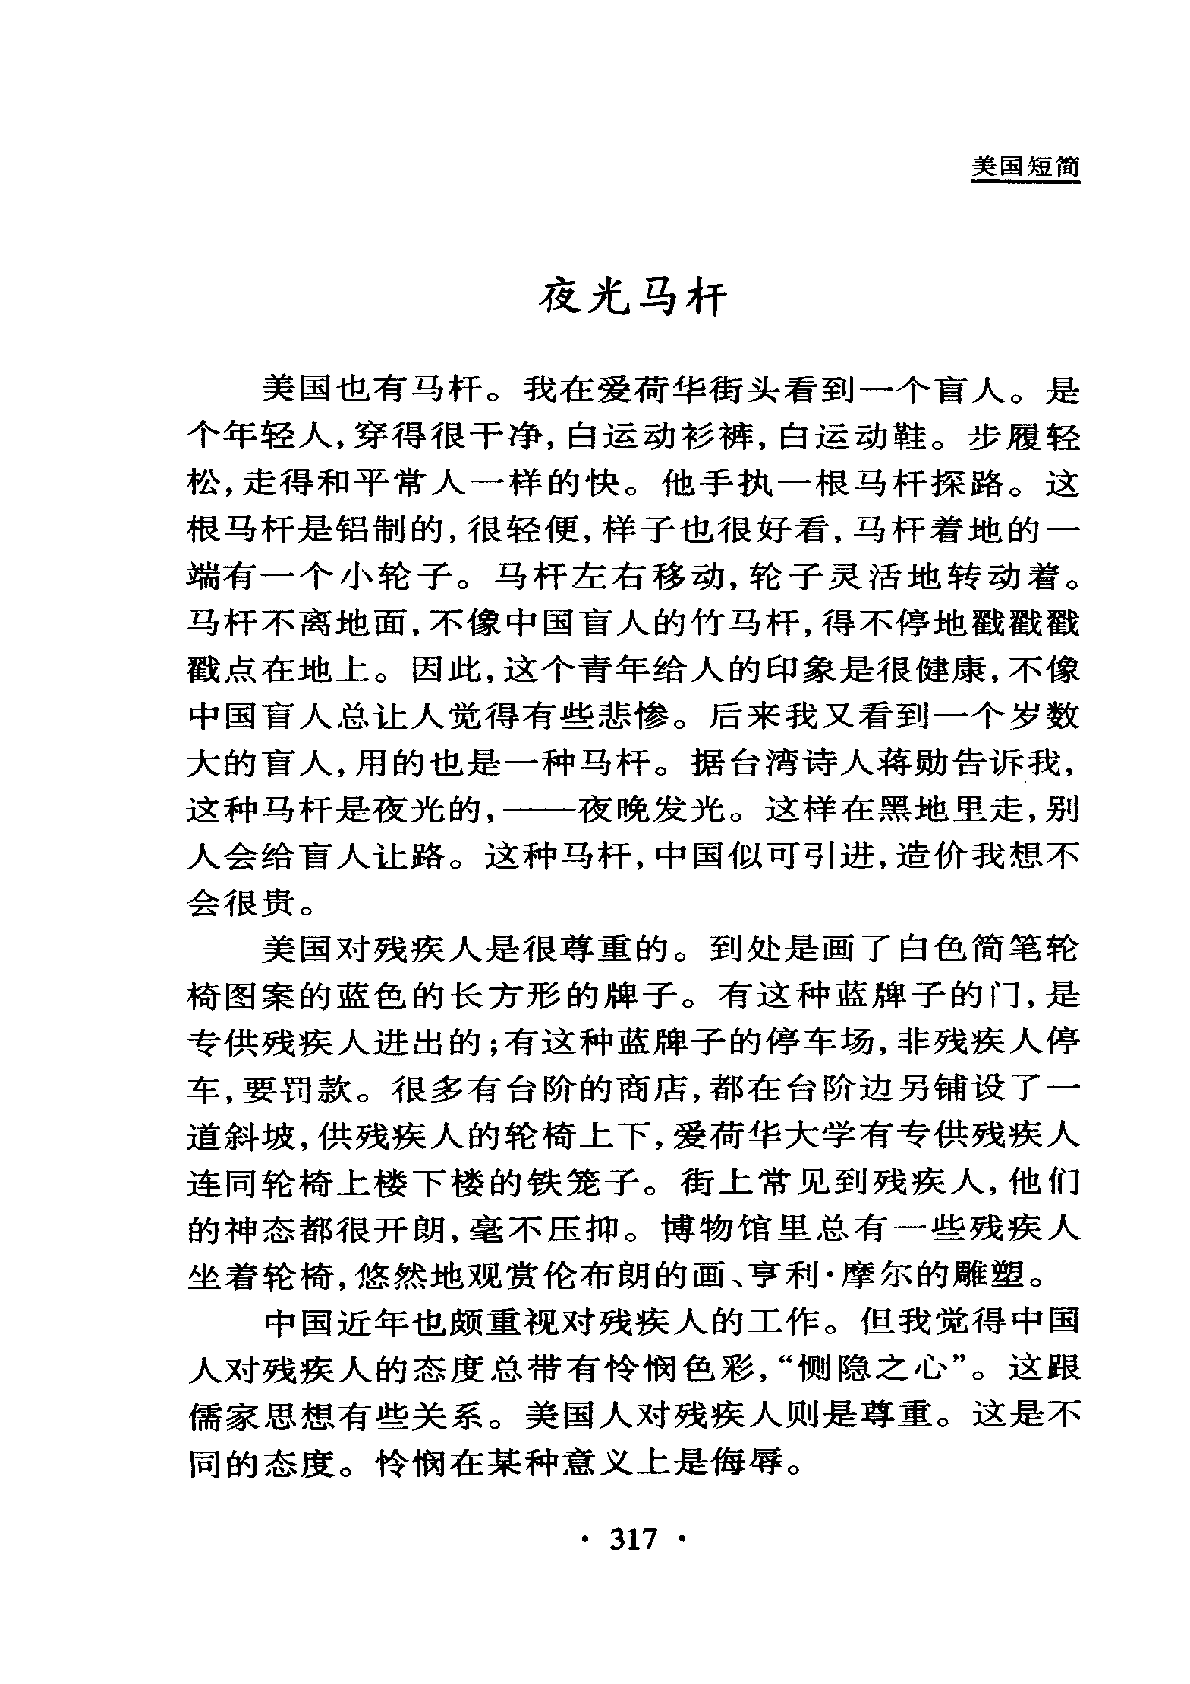 美国短简
夜光马杆
美国也有马杆。我在爱荷华街头看到一个盲人。是
个年轻人,穿得很干净,白运动衫裤,白运动鞋。步履轻
松,走得和平常人一样的快。他手执一根马杆探路。这
根马杆是铝制的,很轻便,样子也很好看,马杆着地的一
端有一个小轮子。马杆左右移动,轮子灵活地转动着。
马杆不离地面,不像中国盲人的竹马杆,得不停地戳戳戳
戳点在地上。因此,这个青年给人的印象是很健康,不像
中国盲人总让人觉得有些悲惨。后来我又看到一个岁数
大的盲人,用的也是一种马杆。据台湾诗人蒋勋告诉我,
这种马杆是夜光的,——夜晚发光。这样在黑地里走,别
人会给盲人让路。这种马杆,中国似可引进,造价我想不
会很贵。
美国对残疾人是很尊重的。到处是画了白色简笔轮
椅图案的蓝色的长方形的牌子。有这种蓝牌子的门,是
专供残疾人进出的;有这种蓝牌子的停车场,非残疾人停
车,要罚款。很多有台阶的商店,都在台阶边另铺设了一
道斜坡,供残疾人的轮椅上下,爱荷华大学有专供残疾人
连同轮椅上楼下楼的铁笼子。街上常见到残疾人,他们
的神态都很开朗,毫不压抑。博物馆里总有一些残疾人
坐着轮椅,悠然地观赏伦布朗的画、亨利·摩尔的雕塑。
中国近年也颇重视对残疾人的工作。但我觉得中国
人对残疾人的态度总带有怜悯色彩,“恻隐之心”。这跟
儒家思想有些关系。美国人对残疾人则是尊重。这是不
同的态度。怜悯在某种意义上是侮辱。
· 317 ·